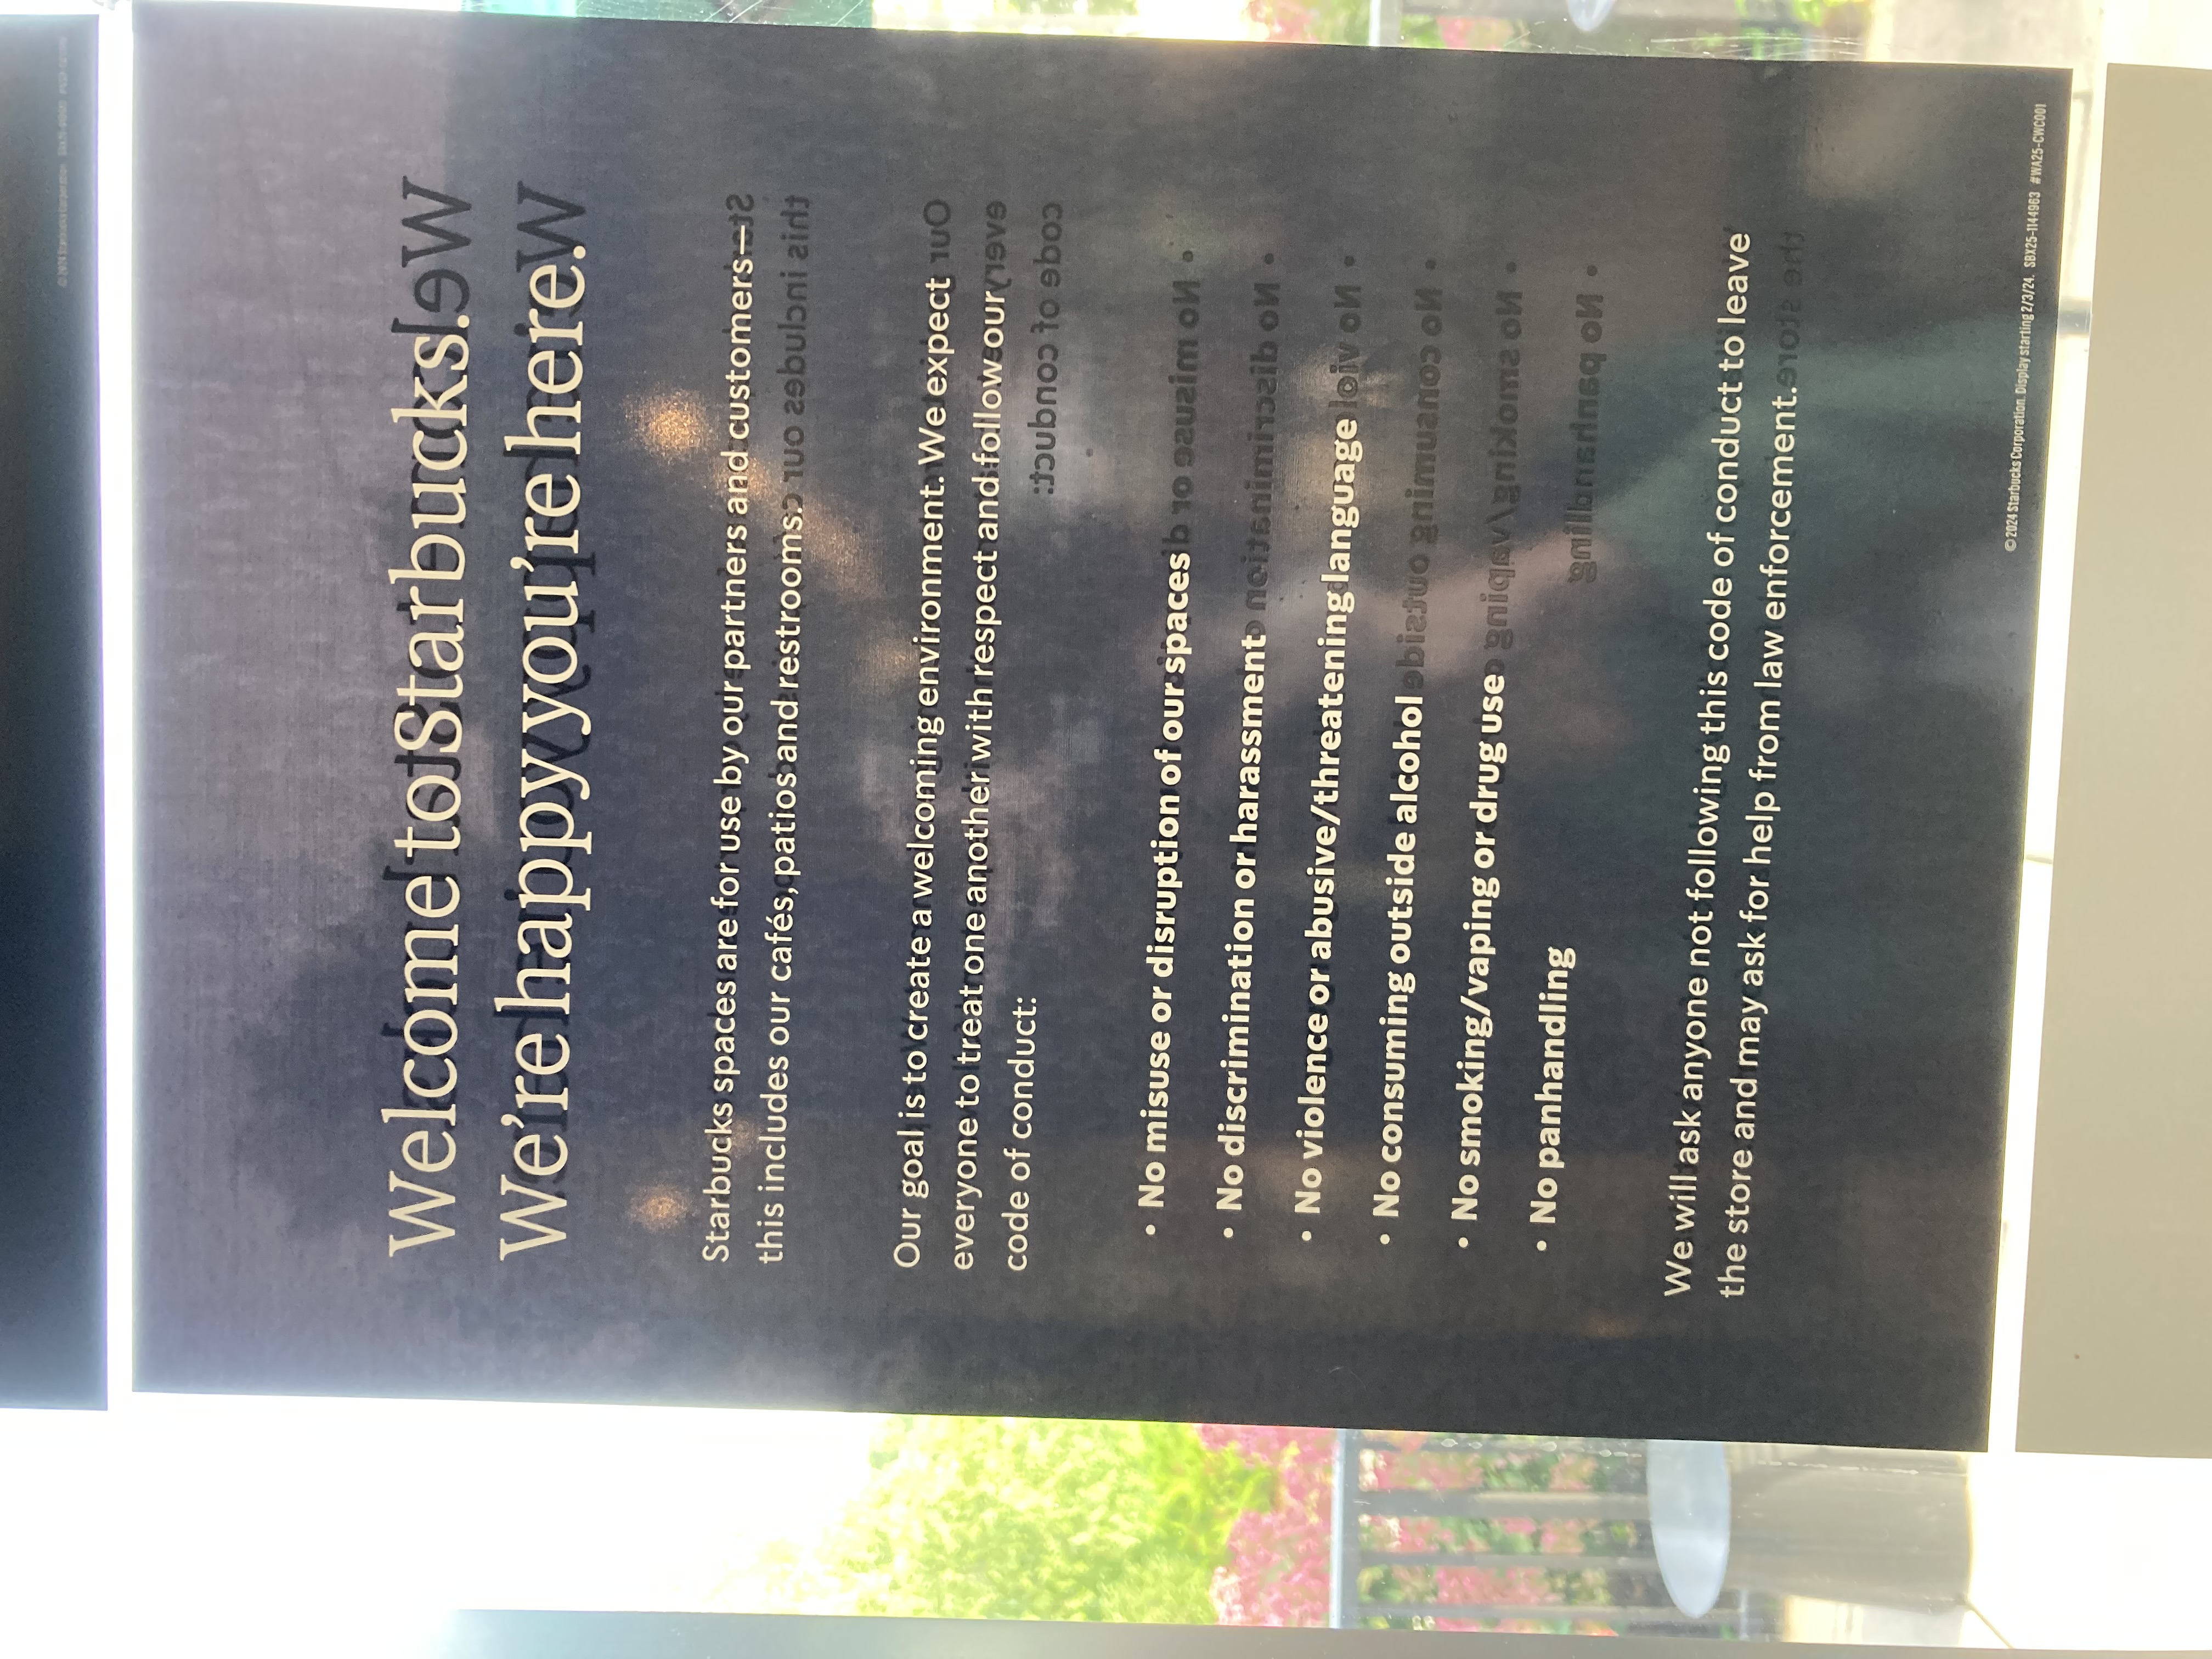 © 2024 Starbucks Corporation.
Welcome to Starbucks.
We're happy you're here.
Starbucks spaces are for use by our partners and customers—
this includes our cafés, patios and restrooms.
Our goal is to create a welcoming environment. We expect
everyone to treat one another with respect and follow our
code of conduct:
• No misuse or disruption of our spaces
• No discrimination or harassment
• No violence or abusive/threatening language
• No consuming outside alcohol
• No smoking/vaping or drug use
• No panhandling
We will ask anyone not following this code of conduct to leave
the store and may ask for help from law enforcement.
© 2024 Starbucks Corporation. Display starting 2/3/24. SBX25-1144963 #WA25-CWC001